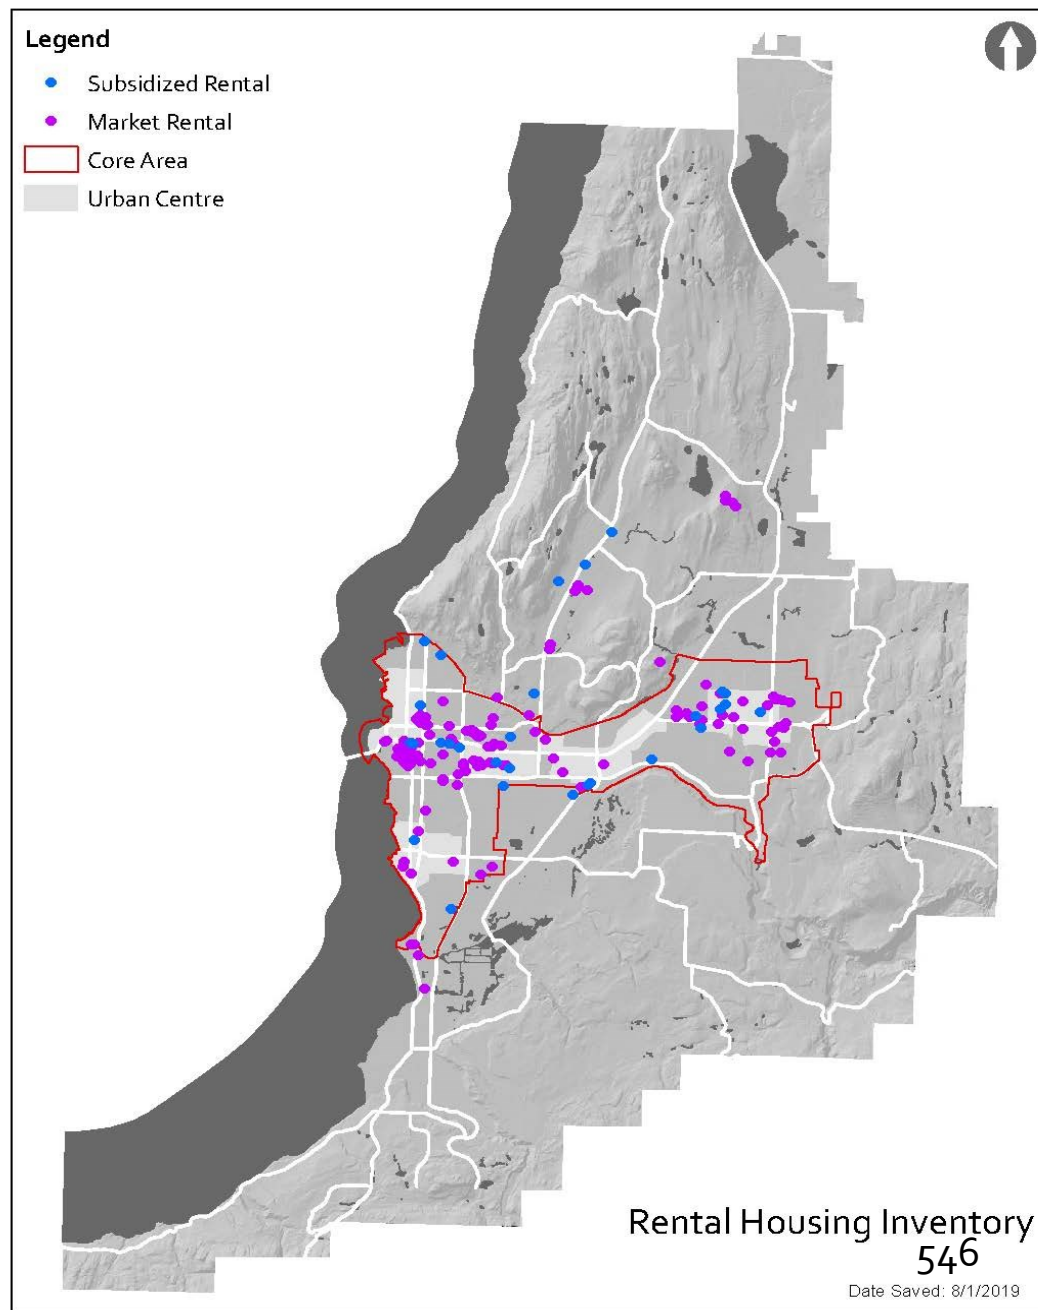 Legend
Subsidized Rental
Market Rental
Core Area
Urban Centre
Rental Housing Inventory
546
Date Saved: 8/1/2019